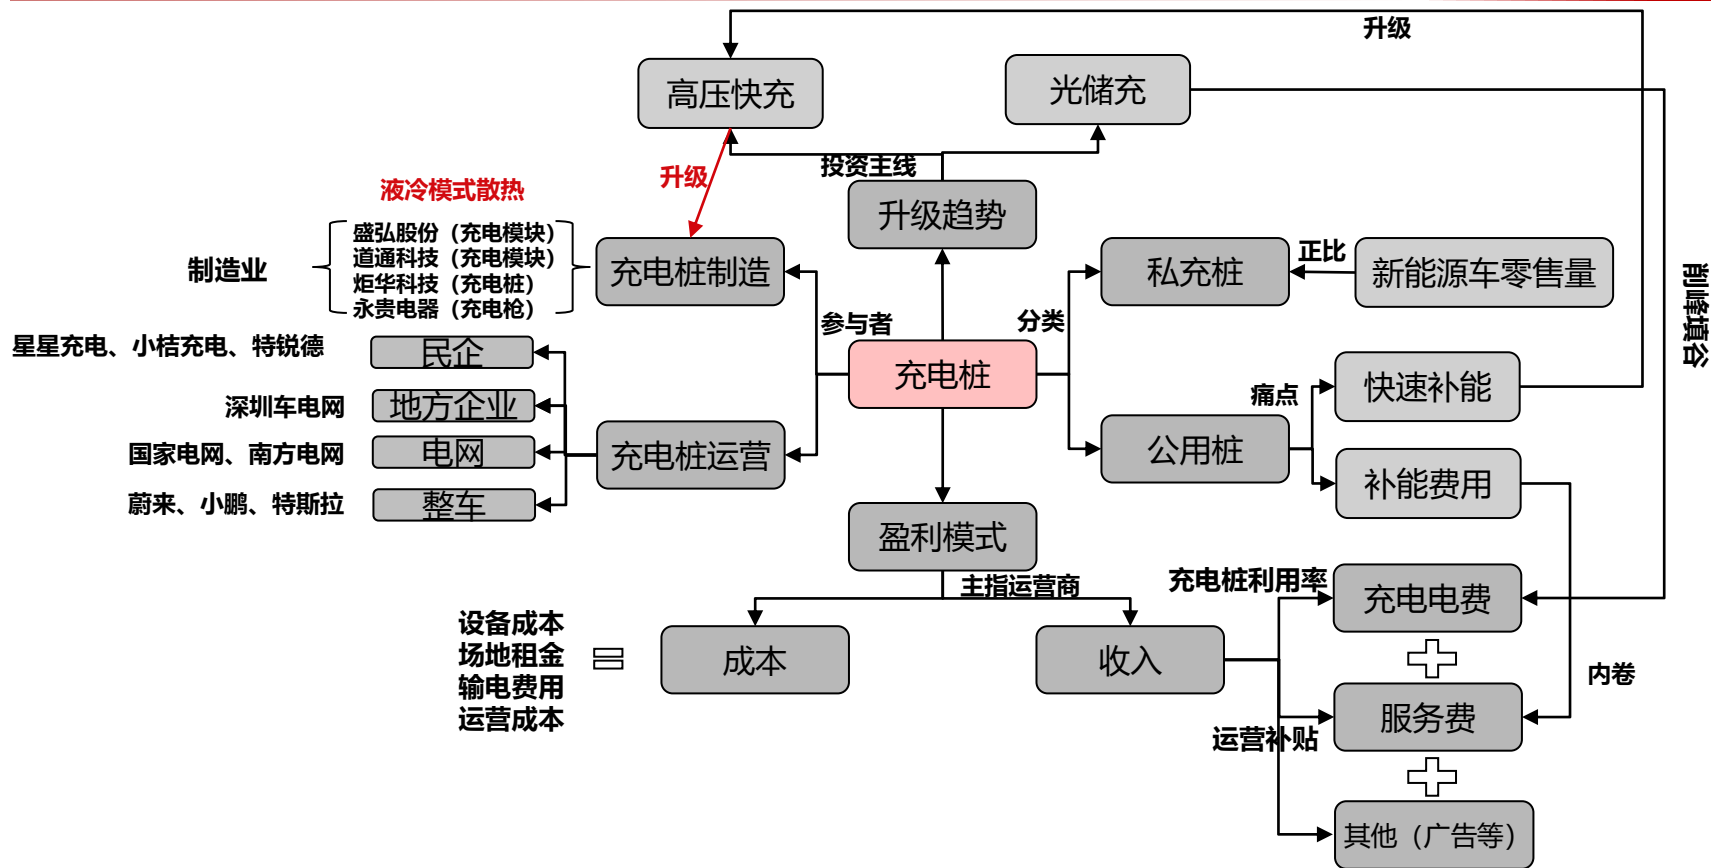 升级
高压快充
光储充
投资主线
升级
液冷模式散热
升级趋势
盛弘股份（充电模块）
道通科技（充电模块）
炬华科技（充电桩）
永贵电器（充电枪）
制造业
充电桩制造
私充桩
正比
新能源车零售量
削峰填谷
参与者
分类
星星充电、小桔充电、特锐德
民企
充电桩
快速补能
痛点
深圳车电网
地方企业
国家电网、南方电网
电网
充电桩运营
公用桩
补能费用
蔚来、小鹏、特斯拉
整车
盈利模式
主指运营商
充电桩利用率
充电电费
设备成本
场地租金
输电费用
运营成本
成本
收入
内卷
服务费
运营补贴
其他（广告等）